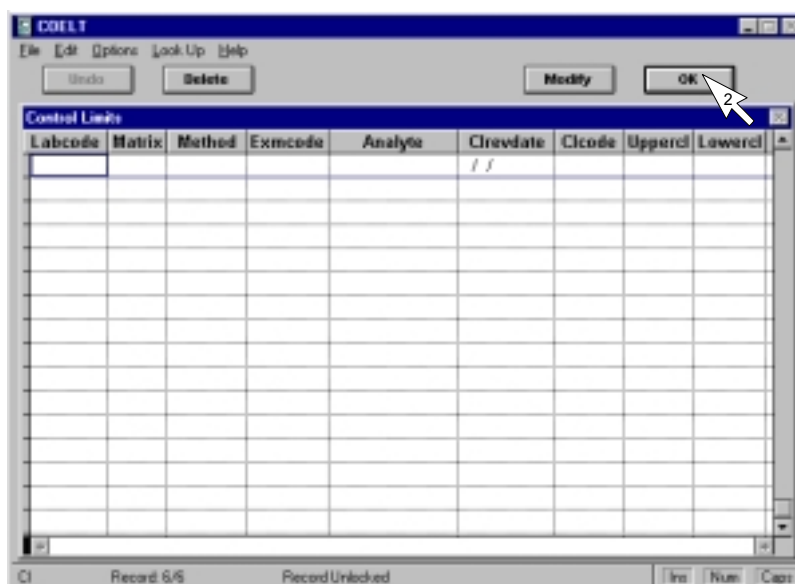 COELT
File Edit Options Look Up Help
Undo Delete Modify OK
2
Control Limits
Labcode Matrix Method Exmcode Analyte Clrevdate Clcode Uppercl Lowercl
/ /
Cl Record: 6/6 Record Unlocked Ins Num Caps